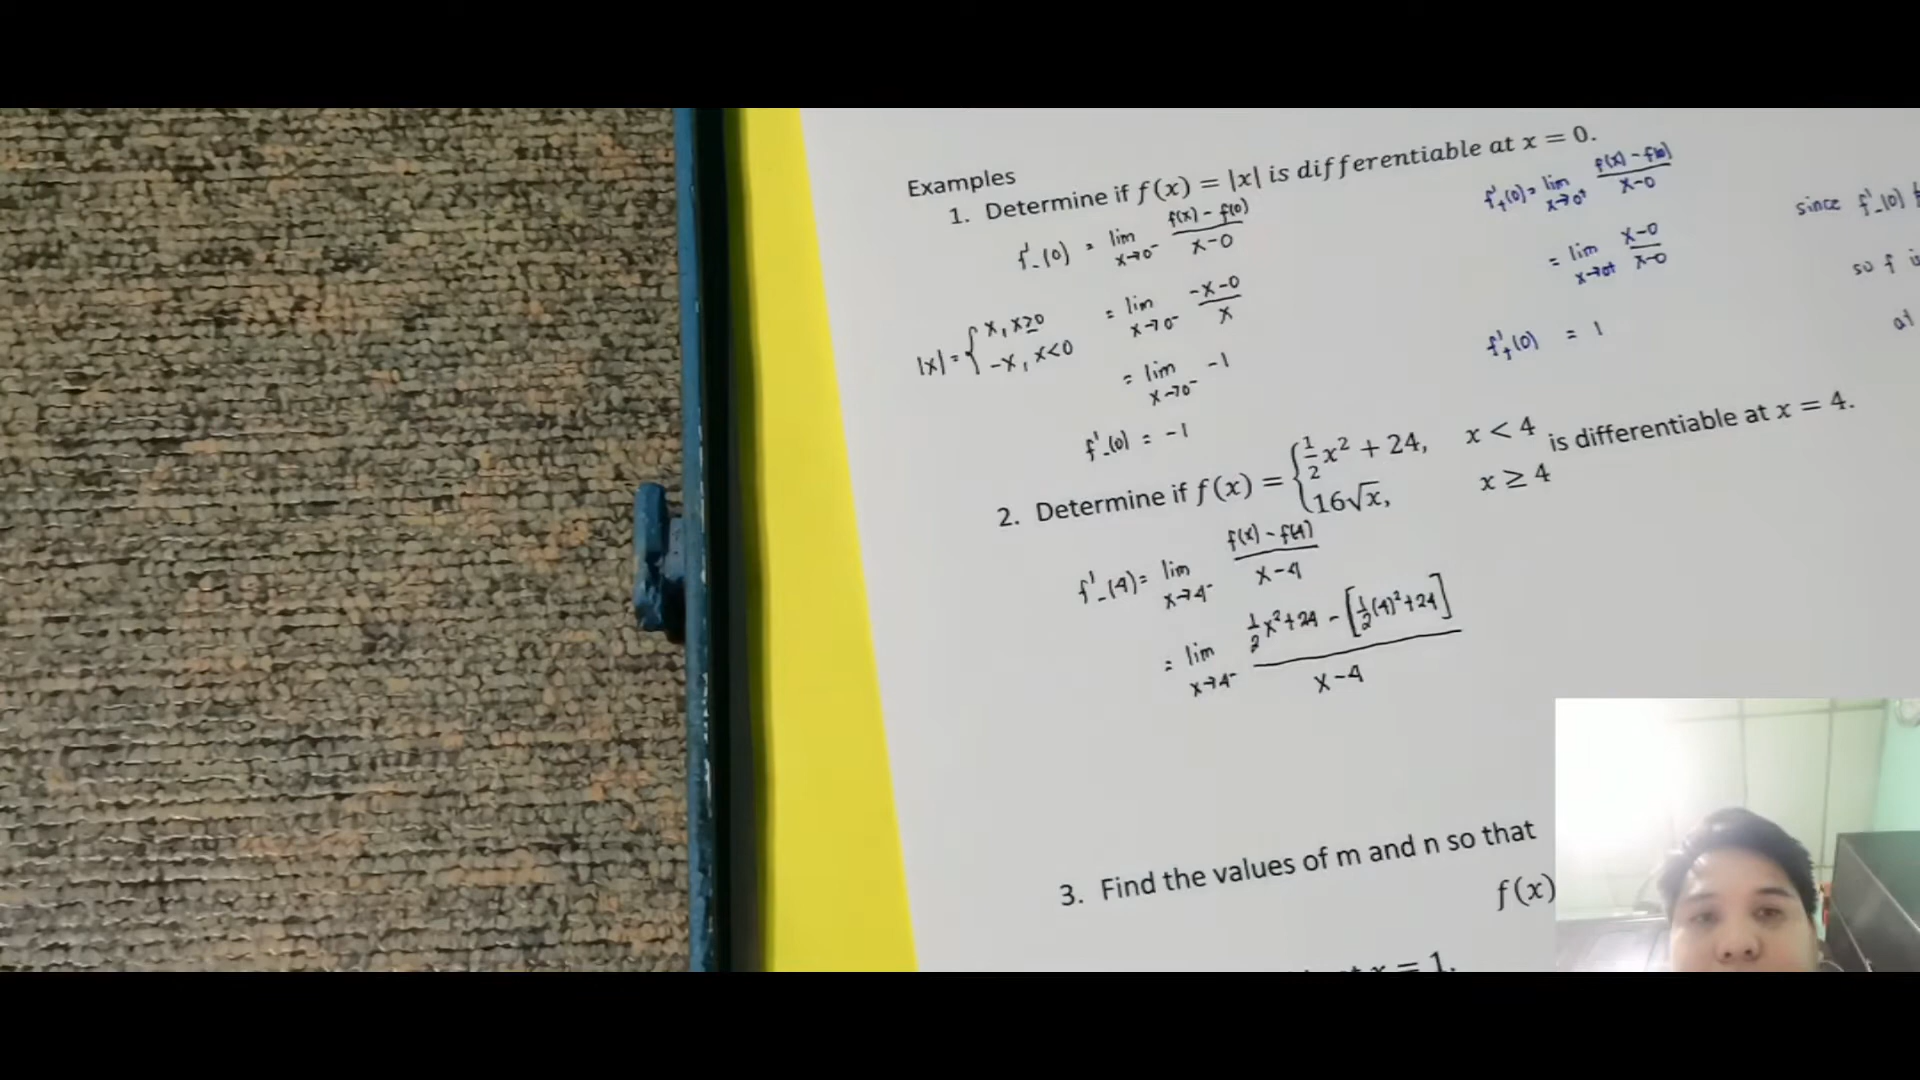 Examples
1. Determine if f(x) = |x| is differentiable at x = 0.
f'₋(0) = lim x→0⁻ (f(x) - f(0))/(x-0)
|x| = { x, x≥0
-x, x<0
= lim x→0⁻ (-x-0)/x
= lim x→0⁻ -1
f'₋(0) = -1
f'₊(0) = lim x→0⁺ (f(x) - f(0))/(x-0)
= lim x→0⁺ (x-0)/(x-0)
f'₊(0) = 1
since f'₋(0)
so f
at
2. Determine if f(x) = { ½x² + 24, x < 4
16√x, x ≥ 4
is differentiable at x = 4.
f'₋(4) = lim x→4⁻ (f(x) - f(4))/(x-4)
= lim x→4⁻ (½x²+24 - [½(4)²+24])/(x-4)
3. Find the values of m and n so that
f(x)
x = 1.